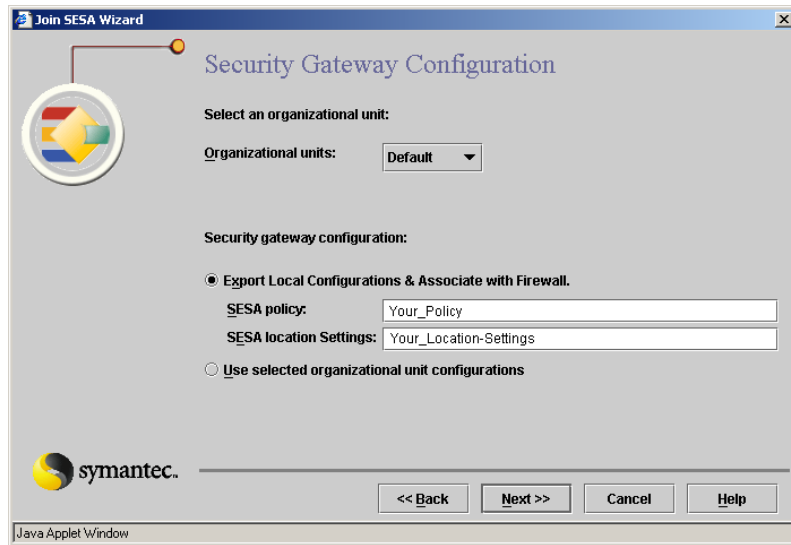 Join SESA Wizard
Security Gateway Configuration
Select an organizational unit:
Organizational units: Default
Security gateway configuration:
Export Local Configurations & Associate with Firewall.
SESA policy: Your_Policy
SESA location Settings: Your_Location-Settings
Use selected organizational unit configurations
symantec.
<< Back Next >> Cancel Help
Java Applet Window